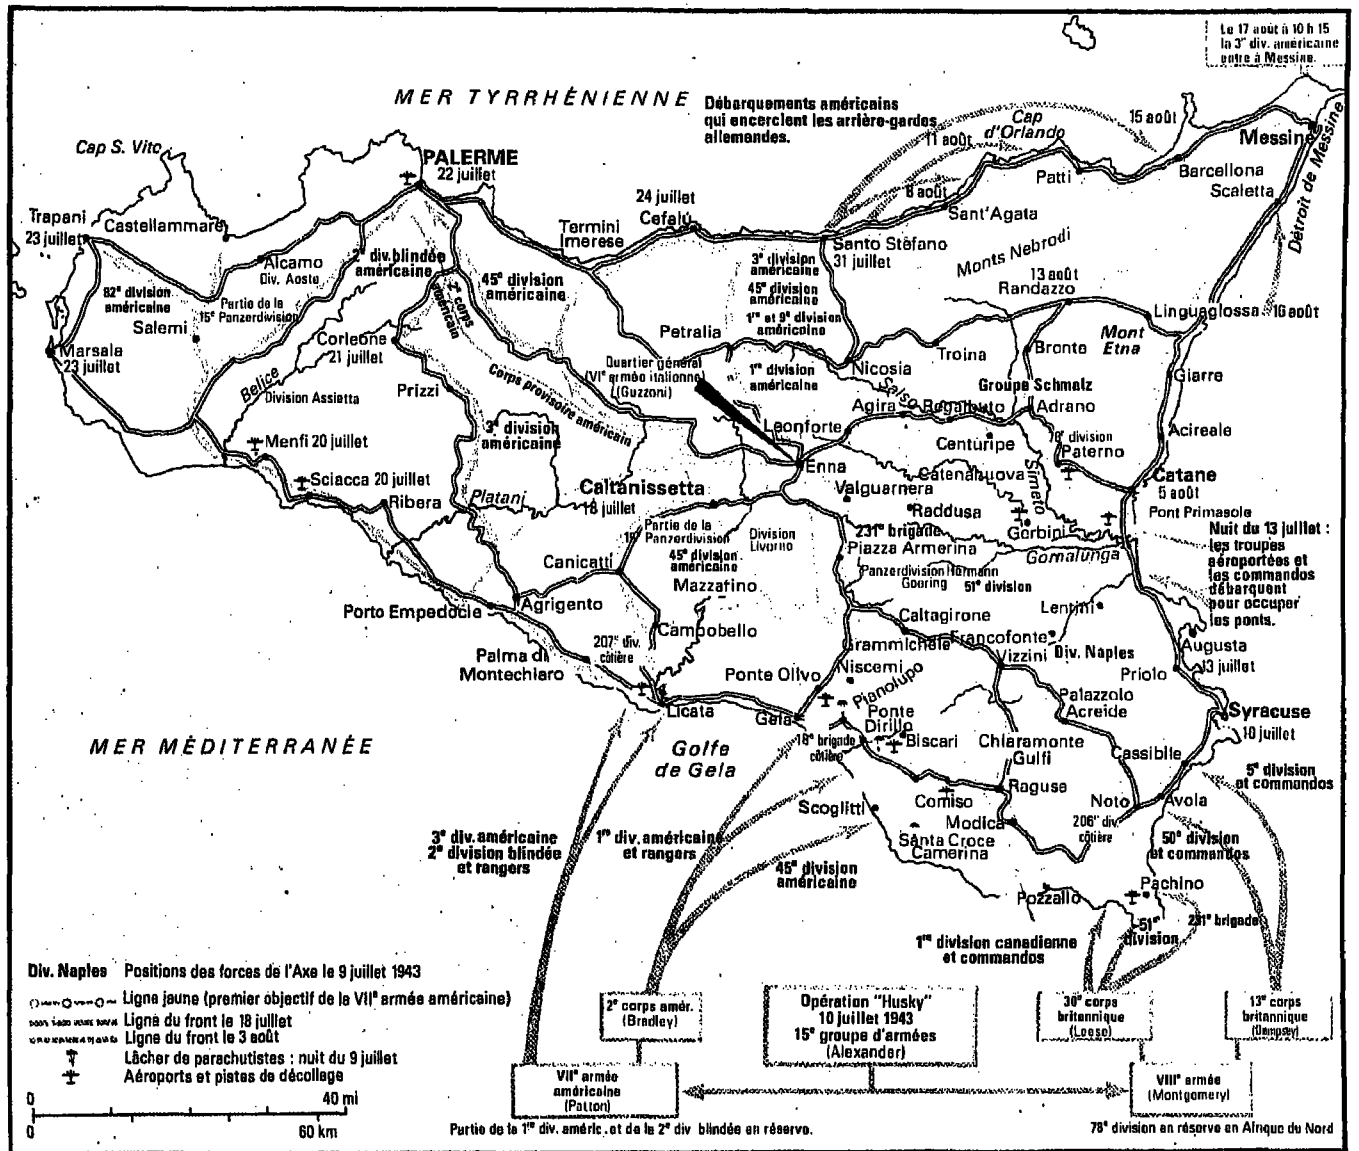 Le 17 août à 10 h 15
la 3e div. américaine
entre à Messine.
MER TYRRHÉNIENNE
Débarquements américains
qui encerclent les arrière-gardes
allemandes.
Cap
d'Orlando
15 août
11 août
8 août
Messine
Détroit de Messine
Cap S. Vito
PALERME
22 juillet
24 juillet
Cefalú
Patti
Barcellona
Scaletta
Trapani
23 juillet
Castellammare
Termini
Imerese
Sant'Agata
Santo Stéfano
31 juillet
Monts Nebrodi
Alcamo
Div. Aoste
2e div. blindée
américaine
45e division
américaine
3e division
américaine
45e division
américaine
1re et 9e division
américaine
13 août
Randazzo
82e division
américaine
Partie de la
15e Panzerdivision
2e corps
américain
Linguaglossa
16 août
Salemi
Petralia
Mont
Etna
Marsala
23 juillet
Corleone
21 juillet
Quartier général
(VIe armée italienne)
(Guzzoni)
1re division
américaine
Nicosia
Troina
Bronte
Giarre
Belice
Division Assietta
Prizzi
Corps provisoire américain
Salso
Groupe Schmalz
Agira
Regalbuto
Adrano
3e division
américaine
Leonforte
Centuripe
division
Paterno
Acireale
Menfi 20 juillet
Enna
Catenanuova
Simeto
Catane
5 août
Sciacca 20 juillet
Ribera
Platani
Caltanissetta
18 juillet
Valguarnera
Raddusa
Gerbini
Pont Primasole
Partie de la
Panzerdivision
Division
Livorno
231e brigade
Gornalunga
Nuit du 13 juillet :
les troupes
aéroportées et
les commandos
débarquent
pour occuper
les ponts.
Canicatti
45e division
américaine
Piazza Armerina
Panzerdivision Hermann
Goering
51e division
Mazzarino
Porto Empedocle
Agrigento
Lentini
Caltagirone
Campobello
207e div.
côtière
Grammichele
Francofonte
Vizzini
Div. Naples
Augusta
13 juillet
Palma di
Montechiaro
Ponte Olivo
Niscemi
Priolo
Licata
Gela
Pianolupo
Ponte
Dirillo
Biscari
Palazzolo
Acreide
Syracuse
10 juillet
MER MÉDITERRANÉE
Golfe
de Gela
18e brigade
côtière
Chiaramonte
Gulfi
Cassibile
5e division
et commandos
Scoglitti
Comiso
Raguse
Noto
Avola
3e div. américaine
2e division blindée
et rangers
1re div. américaine
et rangers
Santa Croce
Camerina
Modica
206e div.
côtière
50e division
et commandos
45e division
américaine
Pozzallo
Pachino
1re division canadienne
et commandos
51e
division
231e brigade
Div. Naples Positions des forces de l'Axe le 9 juillet 1943
Ligne jaune (premier objectif de la VIIe armée américaine)
Ligne du front le 18 juillet
Ligne du front le 3 août
Lâcher de parachutistes : nuit du 9 juillet
Aéroports et pistes de décollage
2e corps amér.
(Bradley)
Opération "Husky"
10 juillet 1943
15e groupe d'armées
(Alexander)
30e corps
britannique
(Leese)
13e corps
britannique
(Dempsey)
VIIe armée
américaine
(Patton)
VIIIe armée
(Montgomery)
0 40 mi
0 60 km
Partie de la 1re div. améric. et de la 2e div blindée en réserve.
78e division en réserve en Afrique du Nord